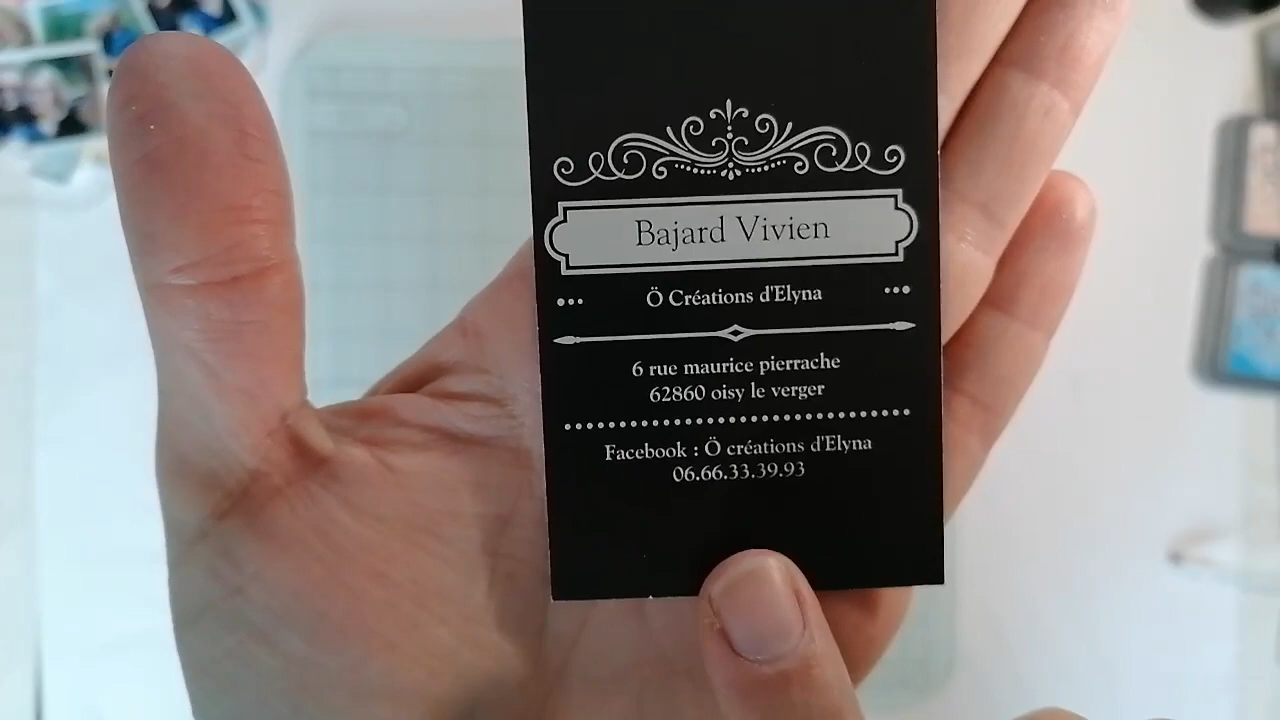 Bajard Vivien
Ö Créations d'Elyna
6 rue maurice pierrache
62860 oisy le verger
Facebook : Ö créations d'Elyna
06.66.33.39.93